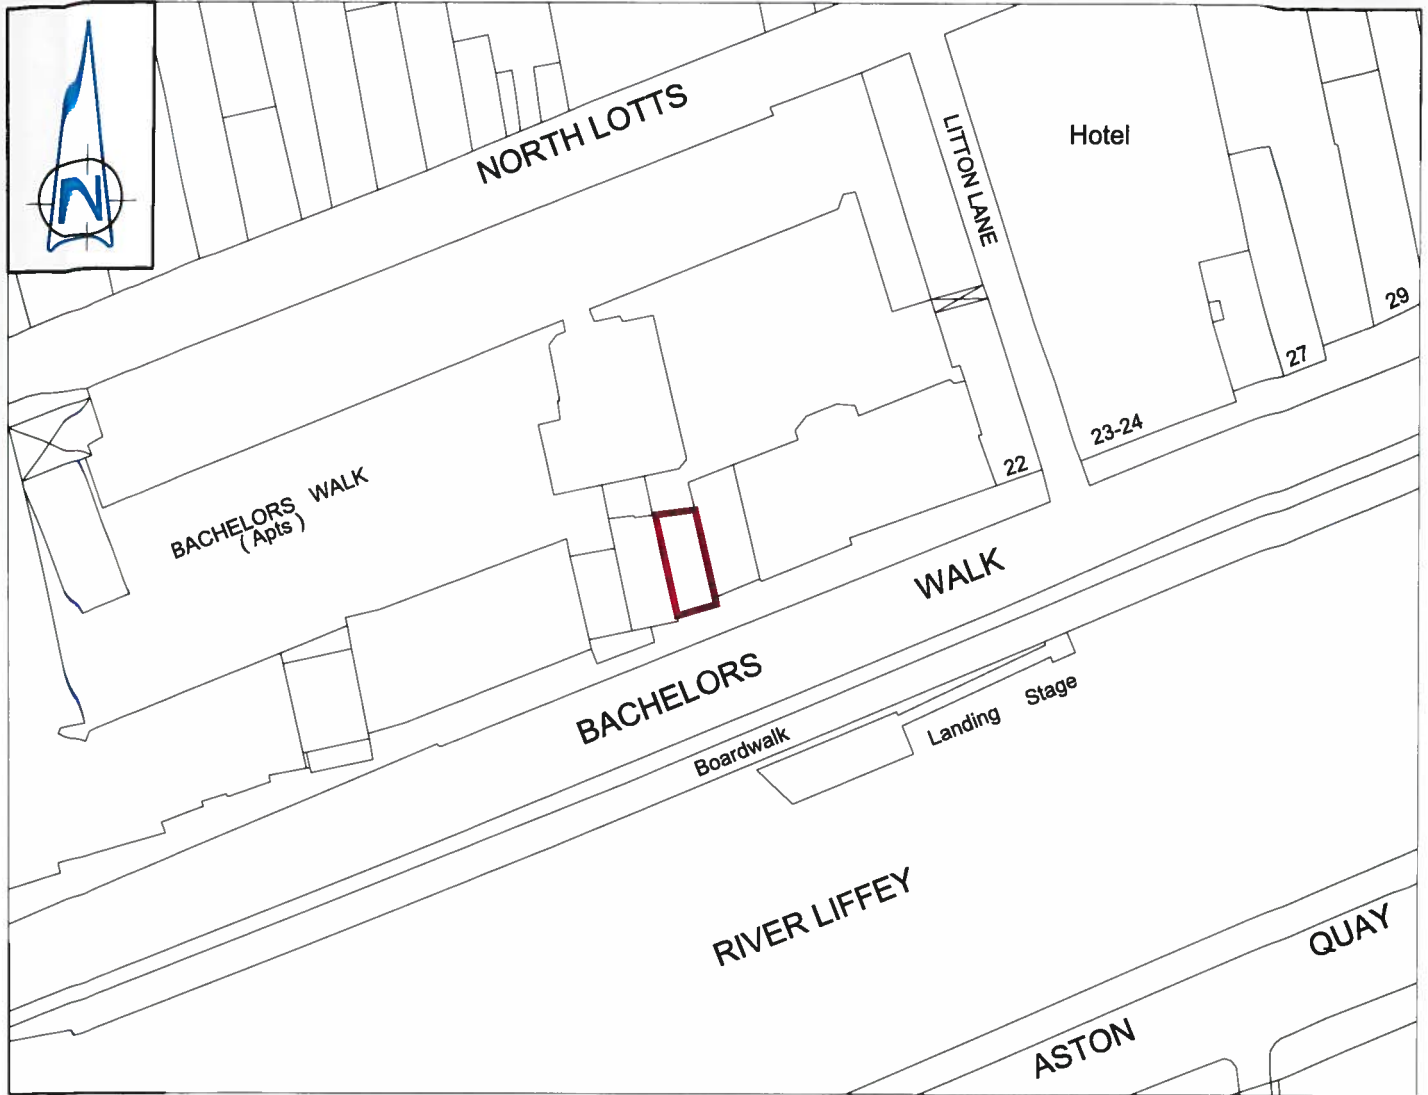 N
NORTH LOTTS
LITTON LANE
Hotel
29
27
23-24
22
BACHELORS WALK
( Apts )
BACHELORS WALK
Boardwalk
Landing Stage
RIVER LIFFEY
ASTON QUAY